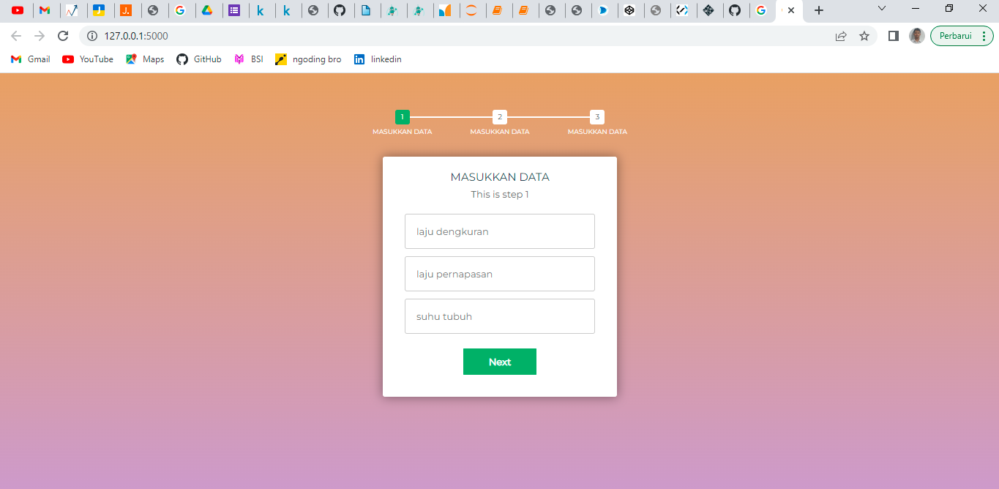 127.0.0.1:5000
Perbarui
Gmail YouTube Maps GitHub BSI ngoding bro linkedin
1 2 3
MASUKKAN DATA MASUKKAN DATA MASUKKAN DATA
MASUKKAN DATA
This is step 1
laju dengkuran
laju pernapasan
suhu tubuh
Next